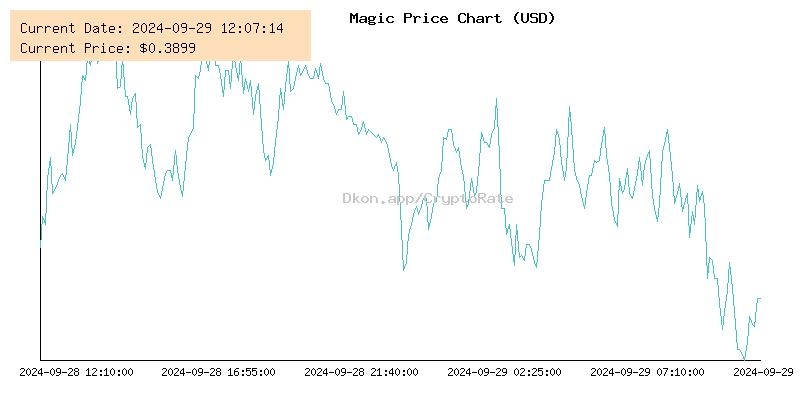 Magic Price Chart (USD)
Current Date: 2024-09-29 12:07:14
Current Price: $0.3899
Dkon.app/CryptoRate
2024-09-28 12:10:00 2024-09-28 16:55:00 2024-09-28 21:40:00 2024-09-29 02:25:00 2024-09-29 07:10:00 2024-09-29